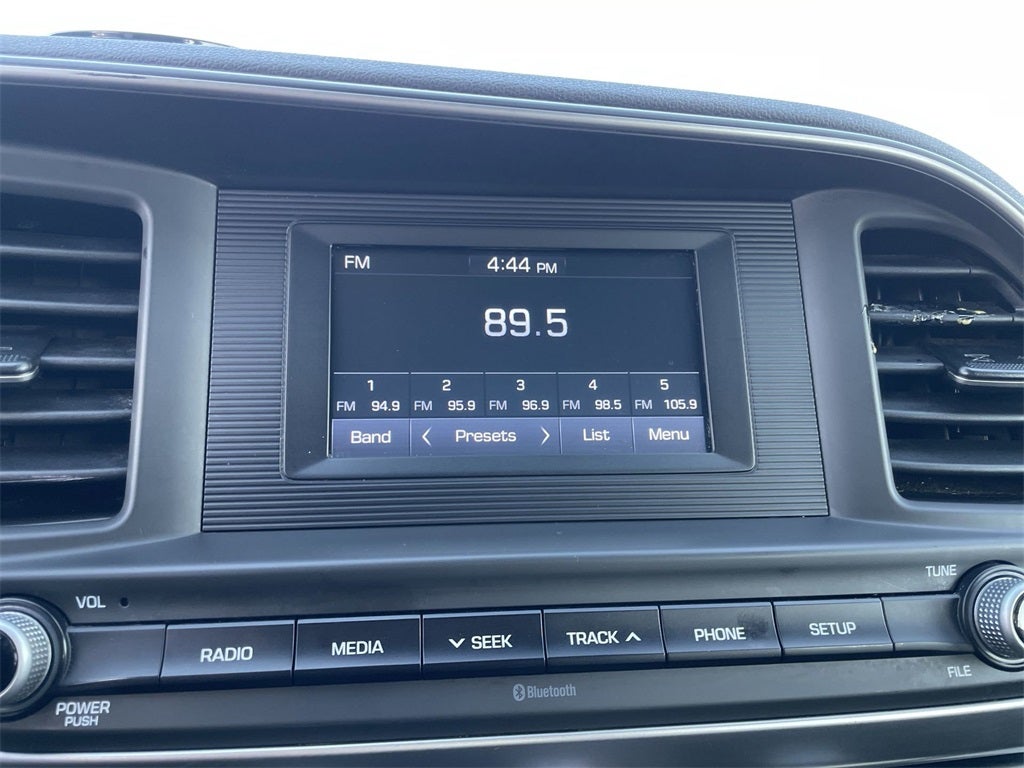 FM 4:44 PM
89.5
1 2 3 4 5
FM 94.9 FM 95.9 FM 96.9 FM 98.5 FM 105.9
Band < Presets > List Menu
TUNE
VOL
RADIO MEDIA SEEK TRACK PHONE SETUP
FILE
Bluetooth
POWER
PUSH